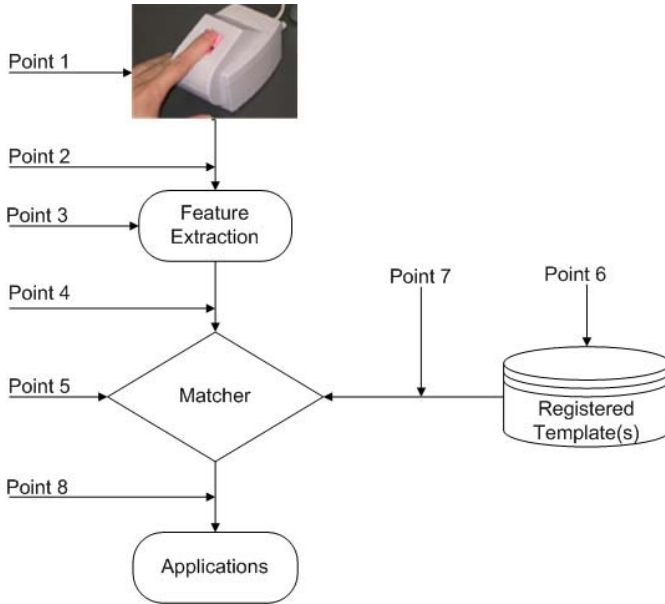 Point 1
Point 2
Point 3
Feature
Extraction
Point 4
Point 7
Point 6
Point 5
Matcher
Registered
Template(s)
Point 8
Applications